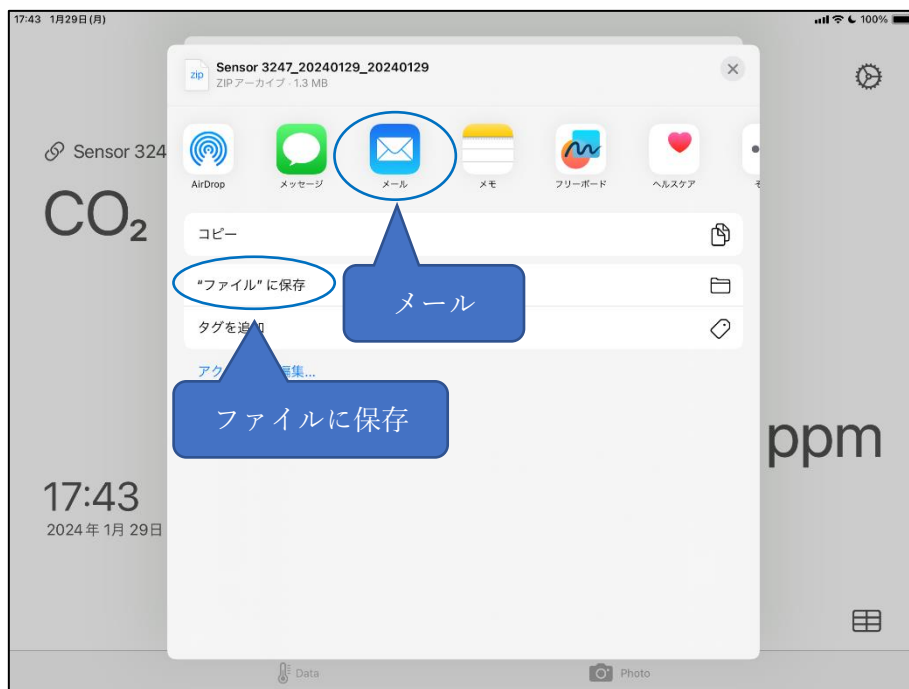 17:43 1月29日(月)
100%
Sensor 3247_20240129_20240129
ZIPアーカイブ・1.3 MB
zip
Sensor 324
CO₂
AirDrop
メッセージ
メール
メモ
フリーボード
ヘルスケア
そ
コピー
"ファイル" に保存
メール
タグを追加
アク
編集...
ファイルに保存
ppm
17:43
2024年1月29日
Data
Photo